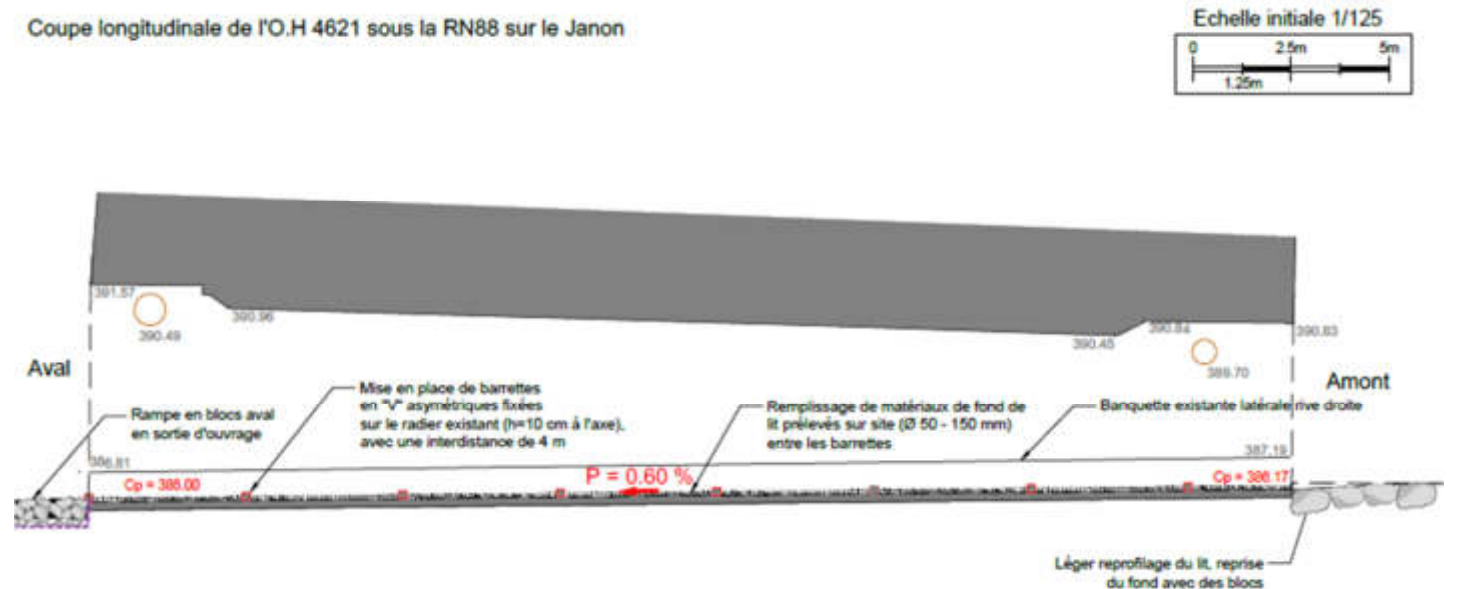 Coupe longitudinale de l'O.H 4621 sous la RN88 sur le Janon
Echelle initiale 1/125
0 2.5m 5m
1.25m
391.57
390.49
390.96
390.45
390.84
389.70
390.83
Aval
Amont
Rampe en blocs aval
en sortie d'ouvrage
Mise en place de barrettes
en "V" asymétriques fixées
sur le radier existant (h=10 cm à l'axe),
avec une interdistance de 4 m
Remplissage de matériaux de fond de
lit prélevés sur site (Ø 50 - 150 mm)
entre les barrettes
Banquette existante latérale rive droite
386.81
387.19
Cp = 386.00
P = 0.60 %
Cp = 386.17
Léger reprofilage du lit, reprise
du fond avec des blocs